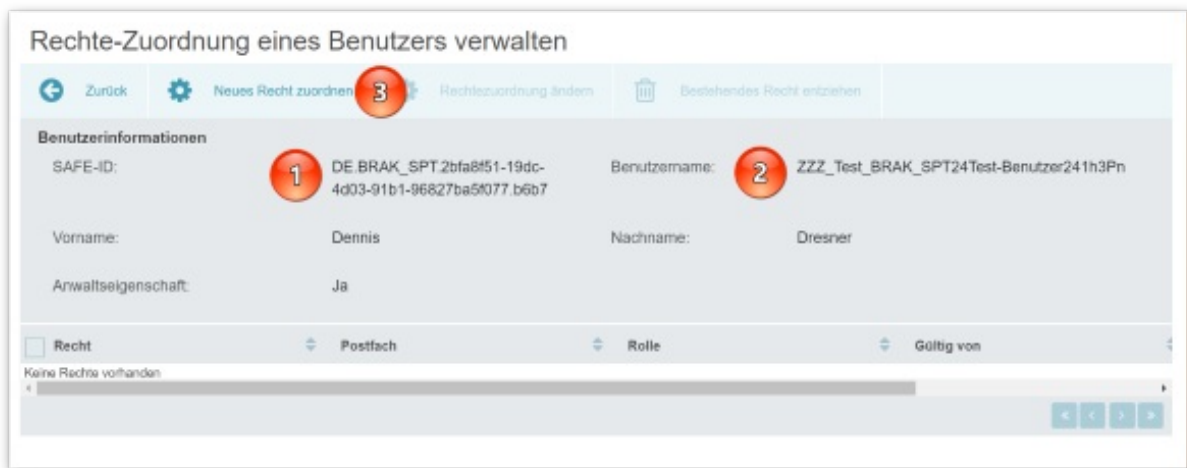 Rechte-Zuordnung eines Benutzers verwalten
Zurück Neues Recht zuordnen 3 Rechtezuordnung ändern Bestehendes Recht entziehen
Benutzerinformationen
SAFE-ID: 1 DE.BRAK_SPT.2bfa8f51-19dc- Benutzername: 2 ZZZ_Test_BRAK_SPT24Test-Benutzer241h3Pn
4d03-91b1-96827ba5f077.b6b7
Vorname: Dennis Nachname: Dresner
Anwaltseigenschaft: Ja
Recht Postfach Rolle Gültig von
Keine Rechte vorhanden